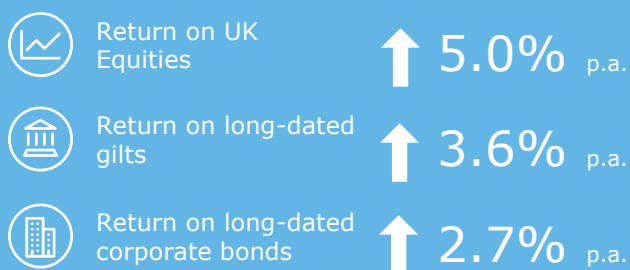 Return on UK
Equities
5.0% p.a.
Return on long-dated
gilts
3.6% p.a.
Return on long-dated
corporate bonds
2.7% p.a.